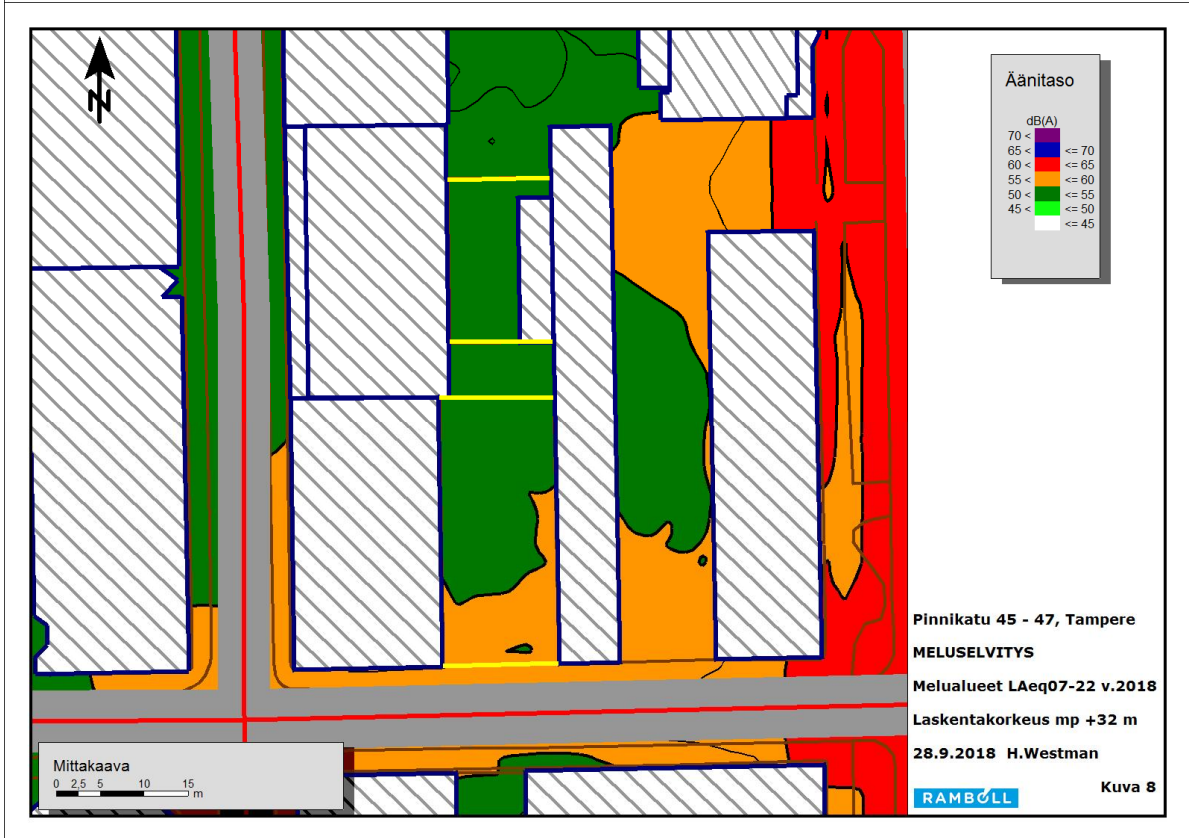 N
Äänitaso
dB(A)
70 <
65 < <= 70
60 < <= 65
55 < <= 60
50 < <= 55
45 < <= 50
<= 45
Pinnikatu 45 - 47, Tampere
MELUSELVITYS
Melualueet LAeq07-22 v.2018
Laskentakorkeus mp +32 m
28.9.2018 H.Westman
Kuva 8
RAMBOLL
Mittakaava
0 2,5 5 10 15
m